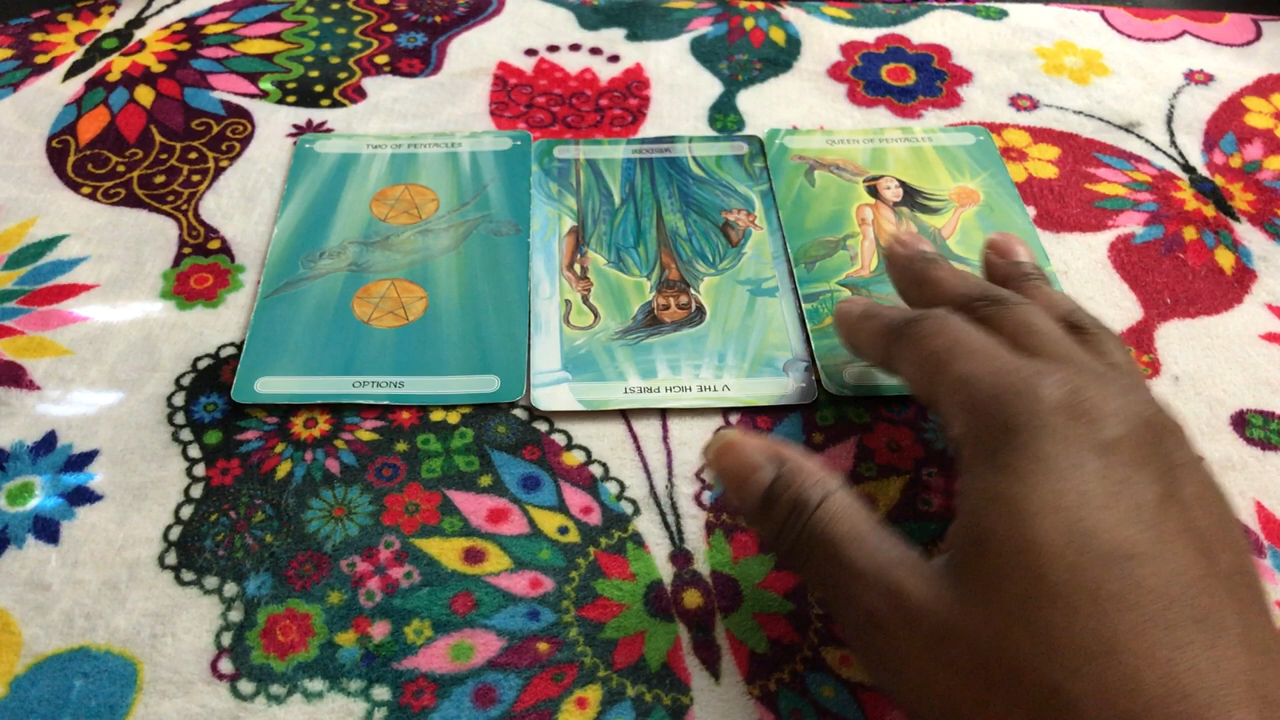 TWO OF PENTACLES
OPTIONS
WISDOM
V THE HIGH PRIEST
QUEEN OF PENTACLES